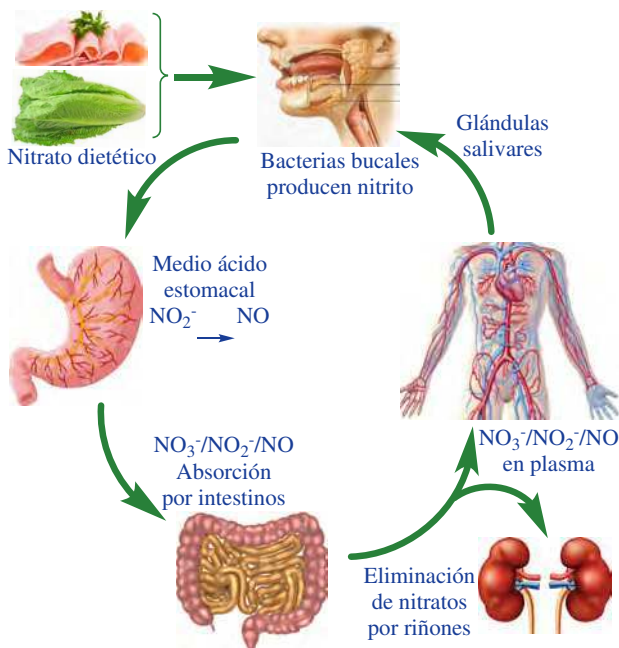 Nitrato dietético
Bacterias bucales
producen nitrito
Glándulas
salivares
Medio ácido
estomacal
NO₂⁻ → NO
NO₃⁻/NO₂⁻/NO
Absorción
por intestinos
NO₃⁻/NO₂⁻/NO
en plasma
Eliminación
de nitratos
por riñones